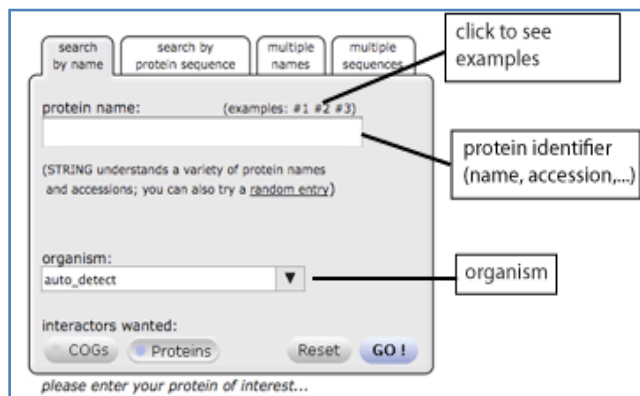 search
by name
search by
protein sequence
multiple
names
multiple
sequences
click to see
examples
protein name:
(examples: #1 #2 #3)
protein identifier
(name, accession,...)
(STRING understands a variety of protein names
and accessions; you can also try a random entry)
organism:
auto_detect
organism
interactors wanted:
COGs
Proteins
Reset
GO !
please enter your protein of interest...